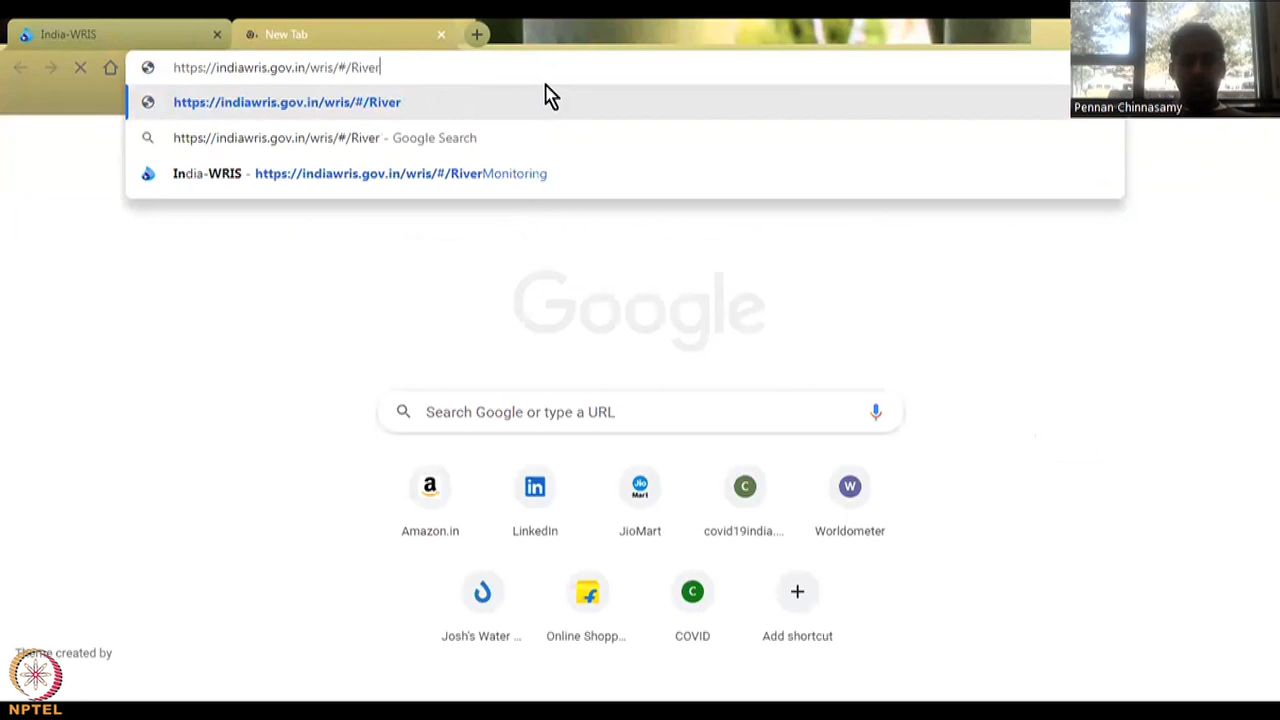 India-WRIS
New Tab
https://indiawris.gov.in/wris/#/River
Pennan Chinnasamy
https://indiawris.gov.in/wris/#/River
https://indiawris.gov.in/wris/#/River - Google Search
India-WRIS - https://indiawris.gov.in/wris/#/RiverMonitoring
Google
Search Google or type a URL
a
in
Jio
Mart
C
W
Amazon.in
LinkedIn
JioMart
covid19india....
Worldometer
C
Josh's Water ...
Online Shopp...
COVID
Add shortcut
Theme created by
NPTEL